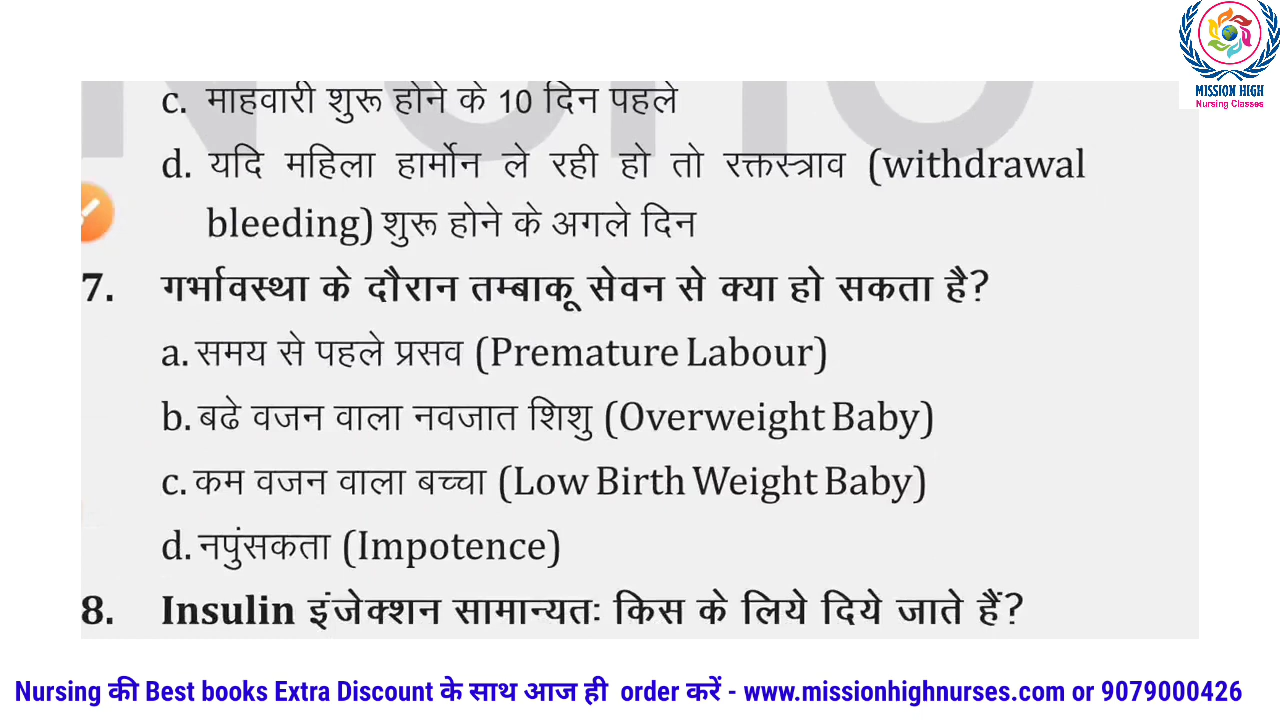 MISSION HIGH
Nursing Classes
c. माहवारी शुरू होने के 10 दिन पहले
d. यदि महिला हार्मोन ले रही हो तो रक्तस्त्राव (withdrawal
bleeding) शुरू होने के अगले दिन
7. गर्भावस्था के दौरान तम्बाकू सेवन से क्या हो सकता है?
a. समय से पहले प्रसव (Premature Labour)
b. बढे वजन वाला नवजात शिशु (Overweight Baby)
c. कम वजन वाला बच्चा (Low Birth Weight Baby)
d. नपुंसकता (Impotence)
8. Insulin इंजेक्शन सामान्यतः किस के लिये दिये जाते हैं?
Nursing की Best books Extra Discount के साथ आज ही order करें - www.missionhighnurses.com or 9079000426